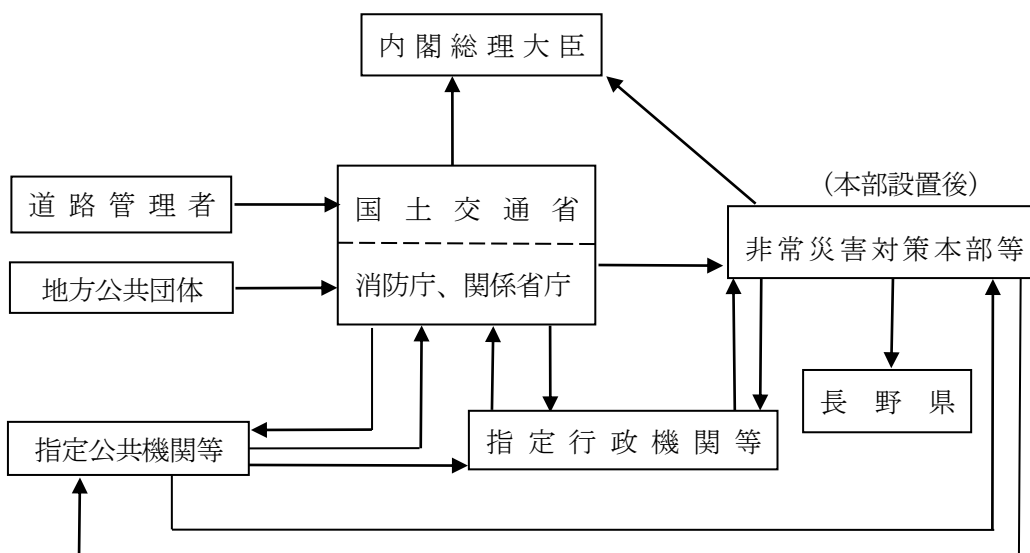 内閣総理大臣
(本部設置後)
道路管理者
国土交通省
非常災害対策本部等
地方公共団体
消防庁、関係省庁
長野県
指定公共機関等
指定行政機関等